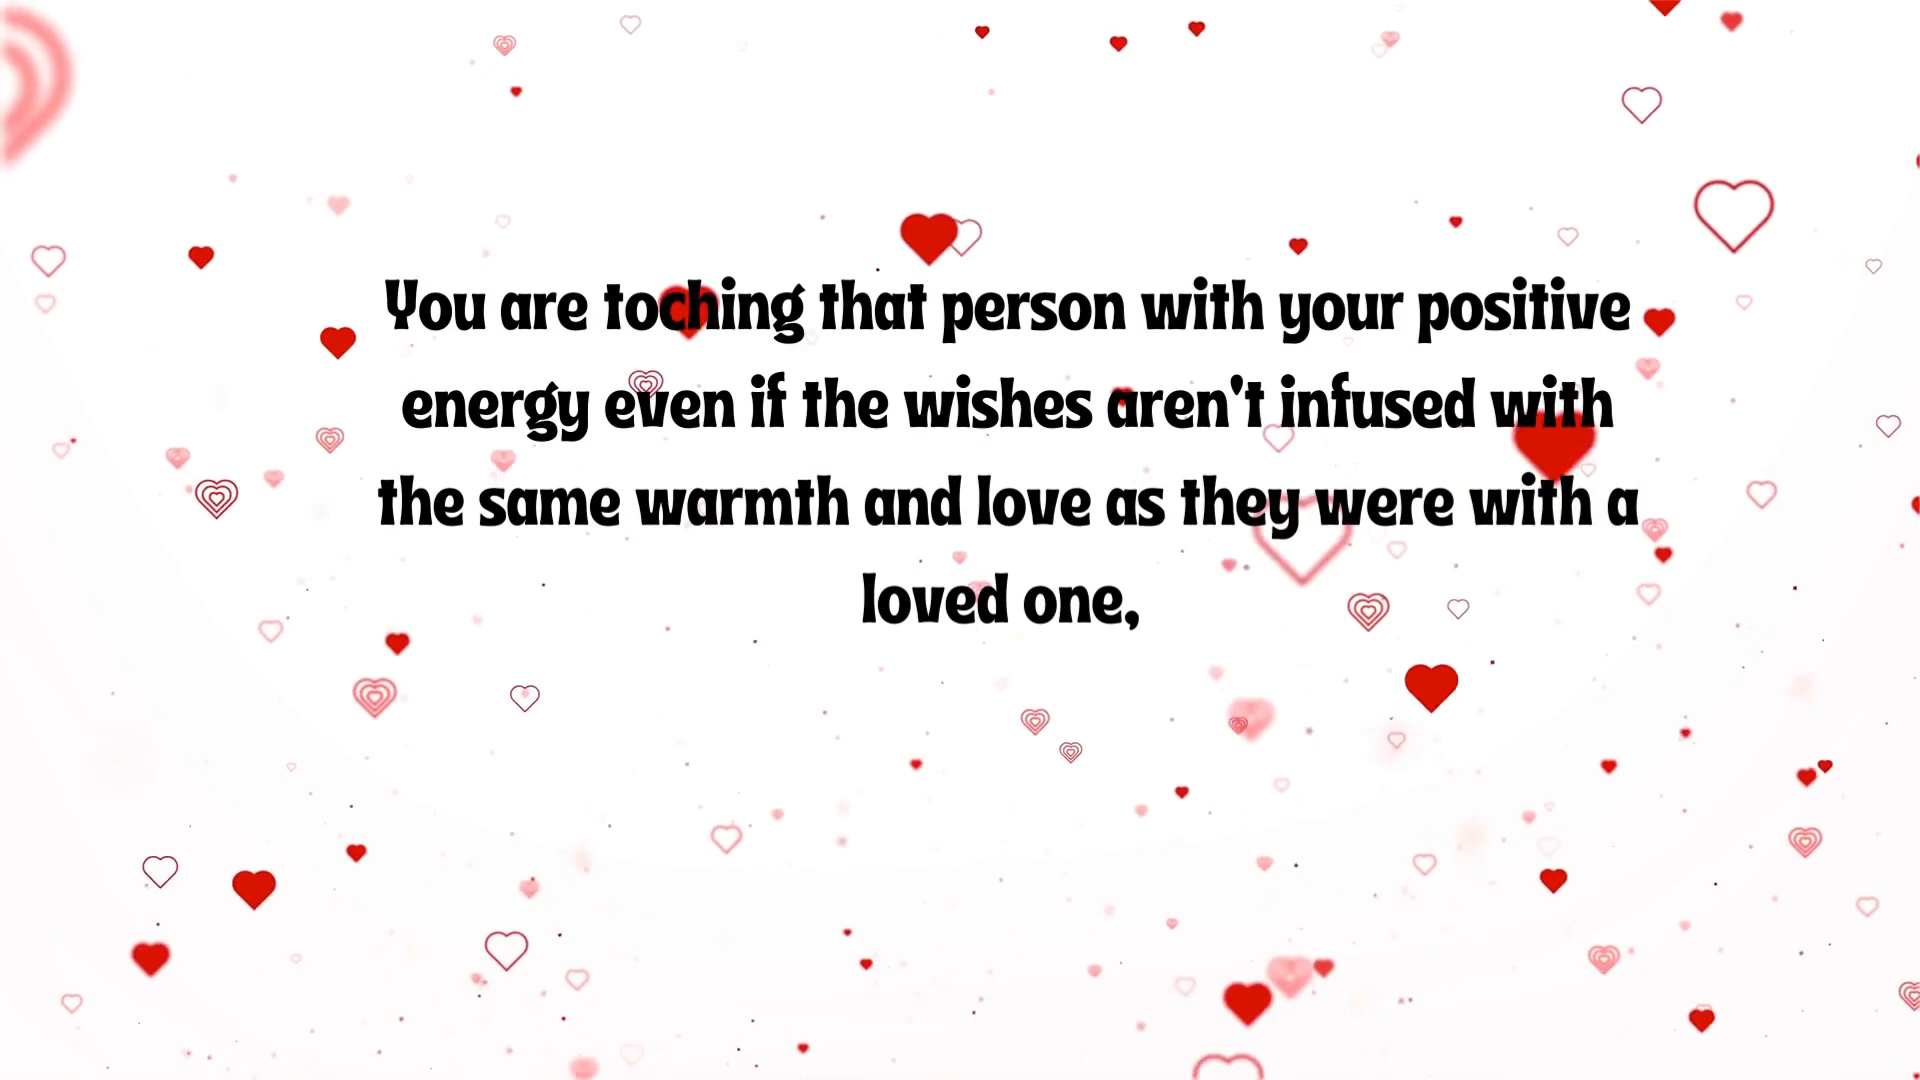 You are toching that person with your positive
energy even if the wishes aren't infused with
the same warmth and love as they were with a
loved one,